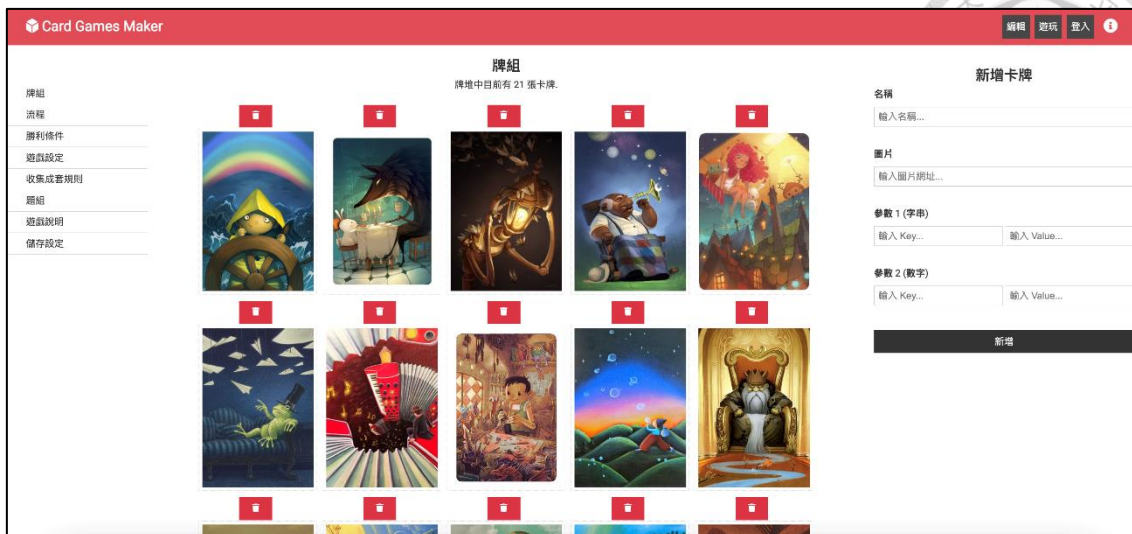 Card Games Maker
編輯 遊玩 登入
牌組
流程
勝利條件
遊戲設定
收集成套規則
題組
遊戲說明
儲存設定
牌組
牌堆中目前有 21 張卡牌.
新增卡牌
名稱
輸入名稱...
圖片
輸入圖片網址...
參數 1 (字串)
輸入 Key... 輸入 Value...
參數 2 (數字)
輸入 Key... 輸入 Value...
新增